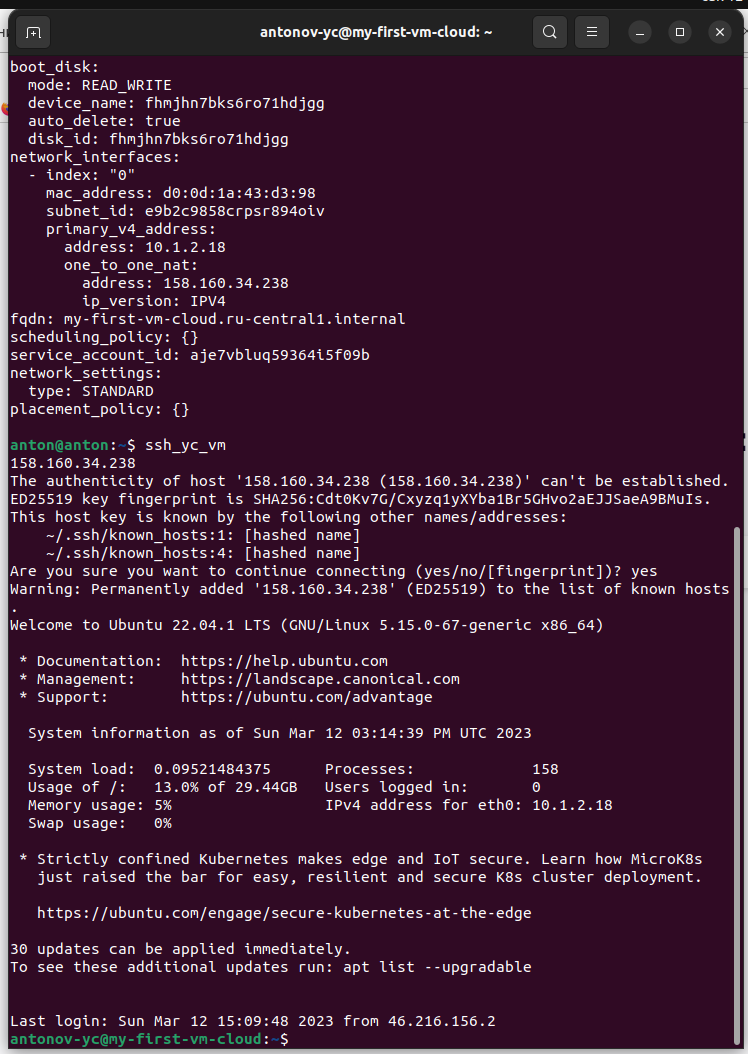 antonov-yc@my-first-vm-cloud: ~
boot_disk:
  mode: READ_WRITE
  device_name: fhmjhn7bks6ro71hdjgg
  auto_delete: true
  disk_id: fhmjhn7bks6ro71hdjgg
network_interfaces:
  - index: "0"
    mac_address: d0:0d:1a:43:d3:98
    subnet_id: e9b2c9858crpsr894oiv
    primary_v4_address:
      address: 10.1.2.18
      one_to_one_nat:
        address: 158.160.34.238
        ip_version: IPV4
fqdn: my-first-vm-cloud.ru-central1.internal
scheduling_policy: {}
service_account_id: aje7vbluq59364i5f09b
network_settings:
  type: STANDARD
placement_policy: {}

anton@anton:~$ ssh_yc_vm
158.160.34.238
The authenticity of host '158.160.34.238 (158.160.34.238)' can't be established.
ED25519 key fingerprint is SHA256:Cdt0Kv7G/Cxyzq1yXYba1Br5GHvo2aEJJSaeA9BMuIs.
This host key is known by the following other names/addresses:
    ~/.ssh/known_hosts:1: [hashed name]
    ~/.ssh/known_hosts:4: [hashed name]
Are you sure you want to continue connecting (yes/no/[fingerprint])? yes
Warning: Permanently added '158.160.34.238' (ED25519) to the list of known hosts
.
Welcome to Ubuntu 22.04.1 LTS (GNU/Linux 5.15.0-67-generic x86_64)

 * Documentation:  https://help.ubuntu.com
 * Management:     https://landscape.canonical.com
 * Support:        https://ubuntu.com/advantage

  System information as of Sun Mar 12 03:14:39 PM UTC 2023

  System load:  0.09521484375      Processes:             158
  Usage of /:   13.0% of 29.44GB   Users logged in:       0
  Memory usage: 5%                 IPv4 address for eth0: 10.1.2.18
  Swap usage:   0%

 * Strictly confined Kubernetes makes edge and IoT secure. Learn how MicroK8s
   just raised the bar for easy, resilient and secure K8s cluster deployment.

   https://ubuntu.com/engage/secure-kubernetes-at-the-edge

30 updates can be applied immediately.
To see these additional updates run: apt list --upgradable


Last login: Sun Mar 12 15:09:48 2023 from 46.216.156.2
antonov-yc@my-first-vm-cloud:~$